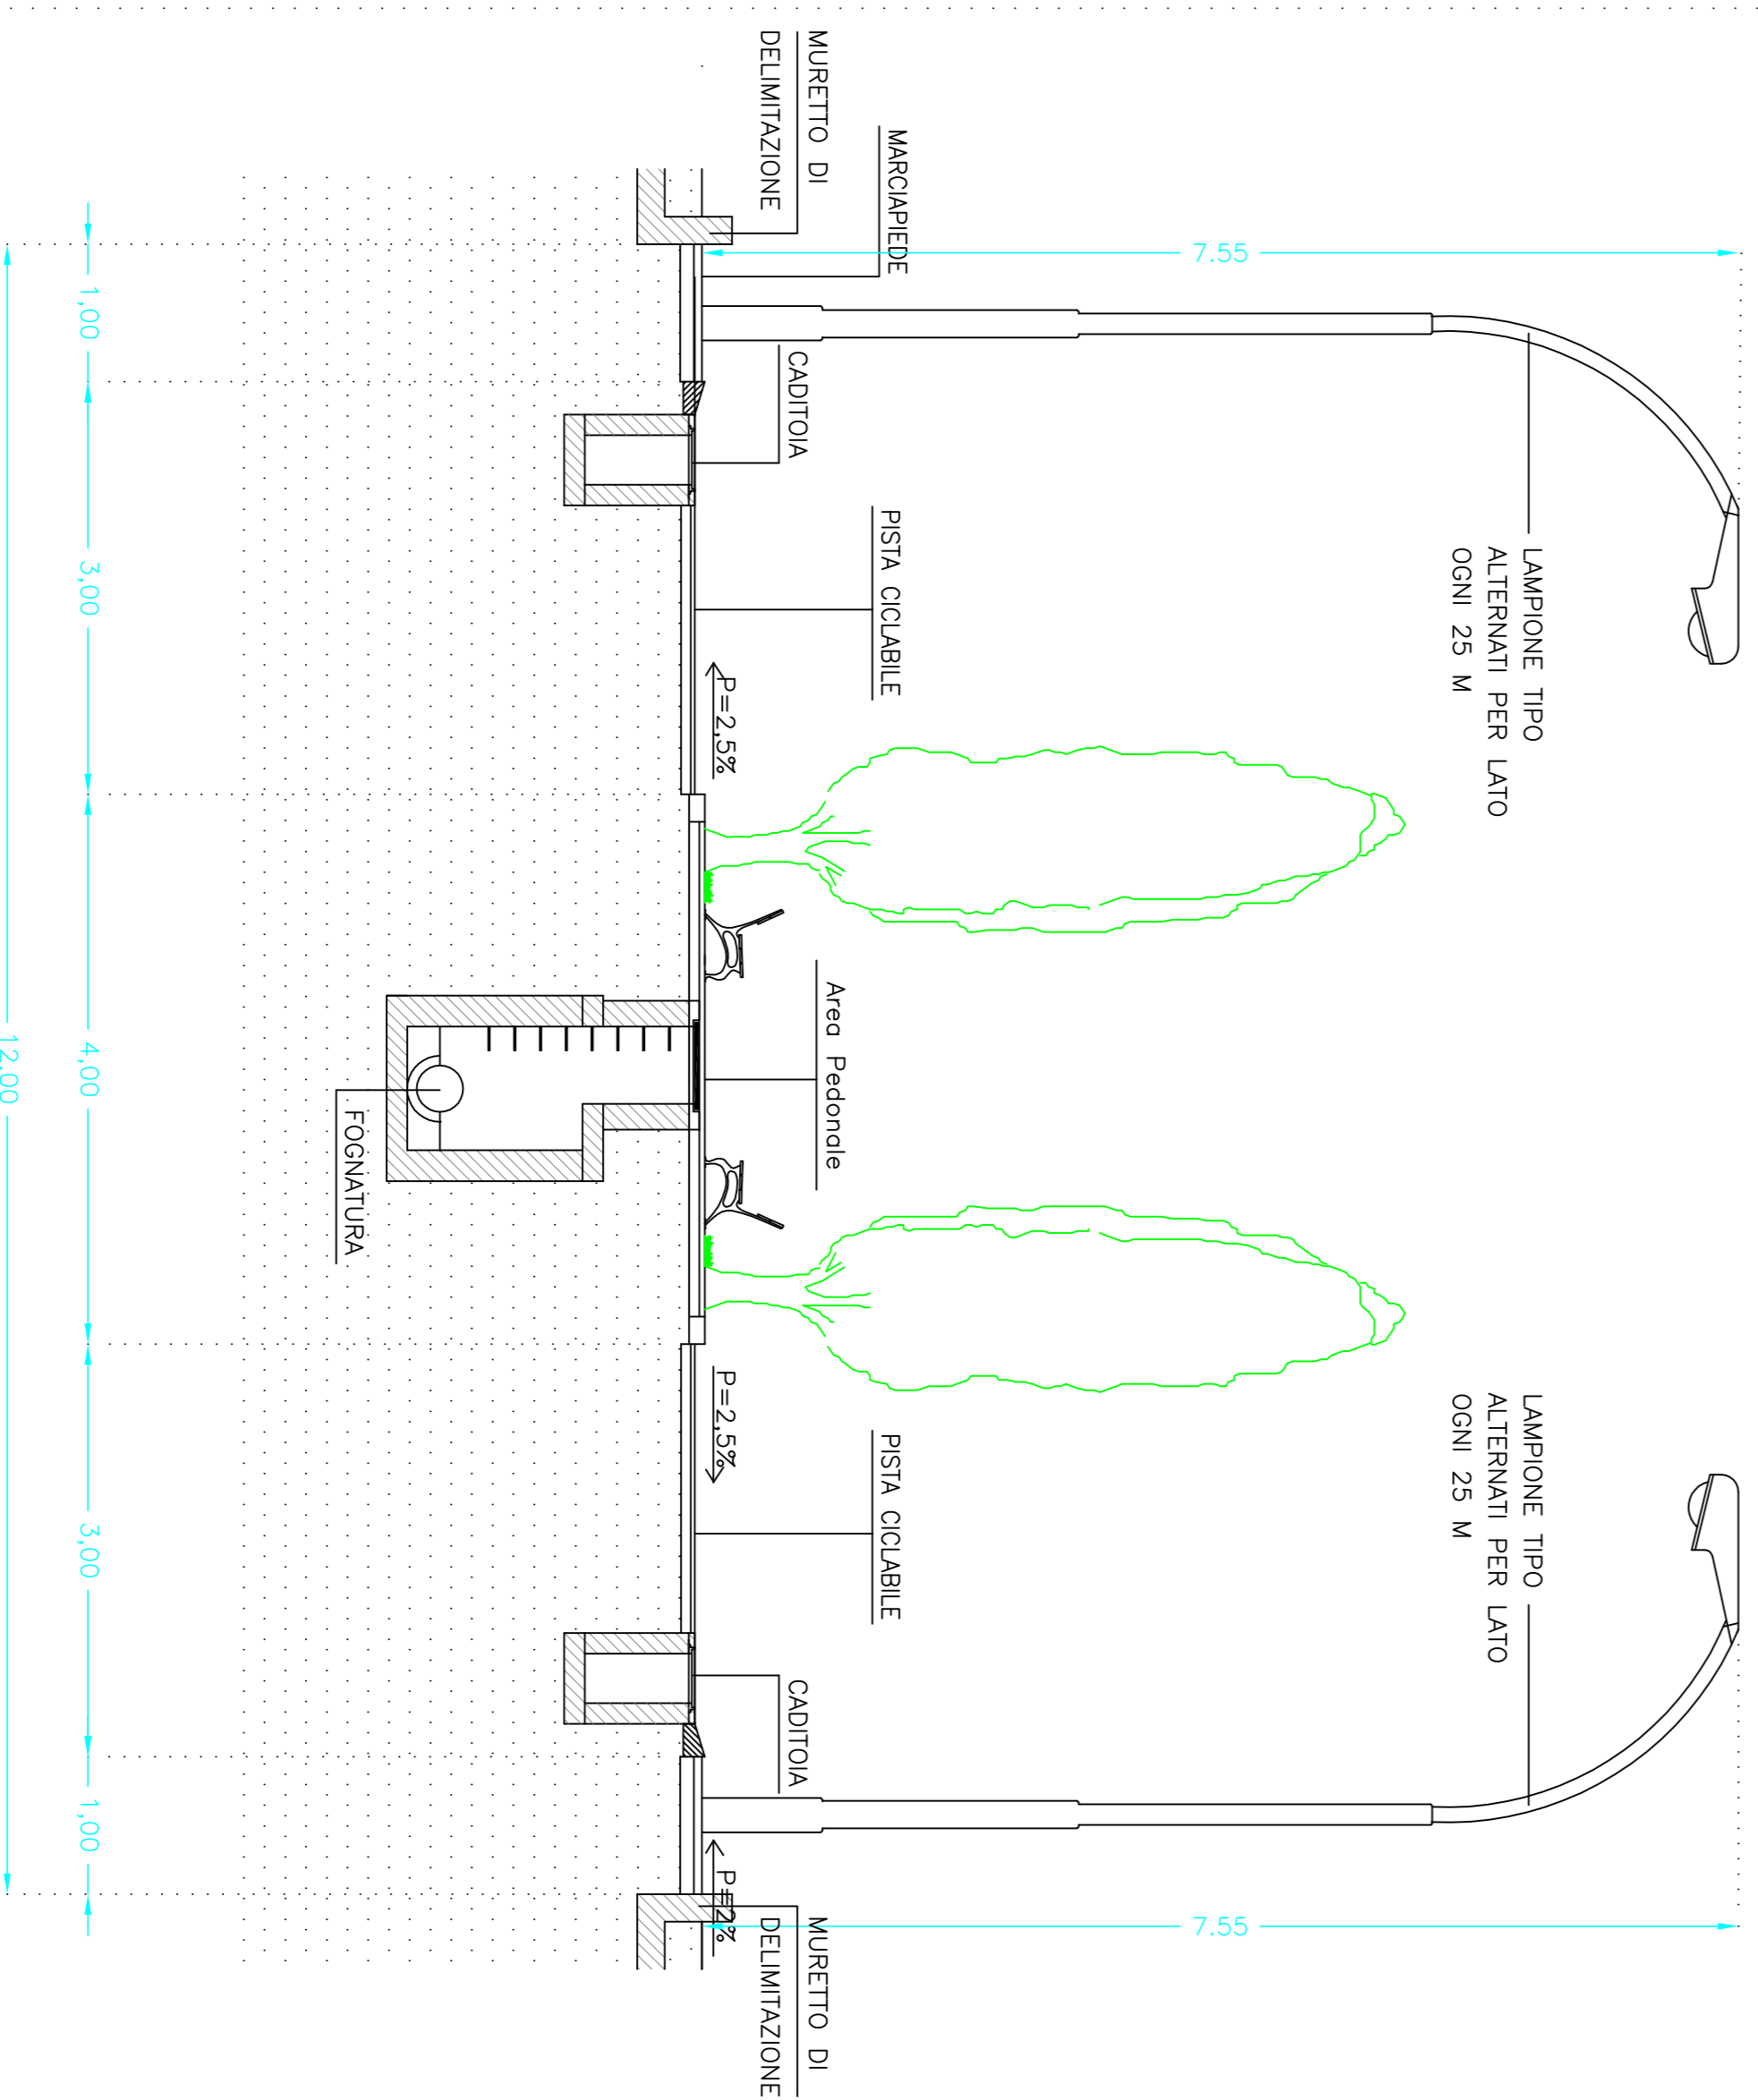 LAMPIONE TIPO
ALTERNATI PER LATO
OGNI 25 M
LAMPIONE TIPO
ALTERNATI PER LATO
OGNI 25 M
7.55
7.55
MARCIAPIEDE
PISTA CICLABILE
PISTA CICLABILE
Area Pedonale
MURETTO DI
DELIMITAZIONE
CADITOIA
CADITOIA
MURETTO DI
DELIMITAZIONE
P=2,5%
P=2,5%
P=2%
FOGNATURA
1,00
3,00
4,00
3,00
1,00
12,00